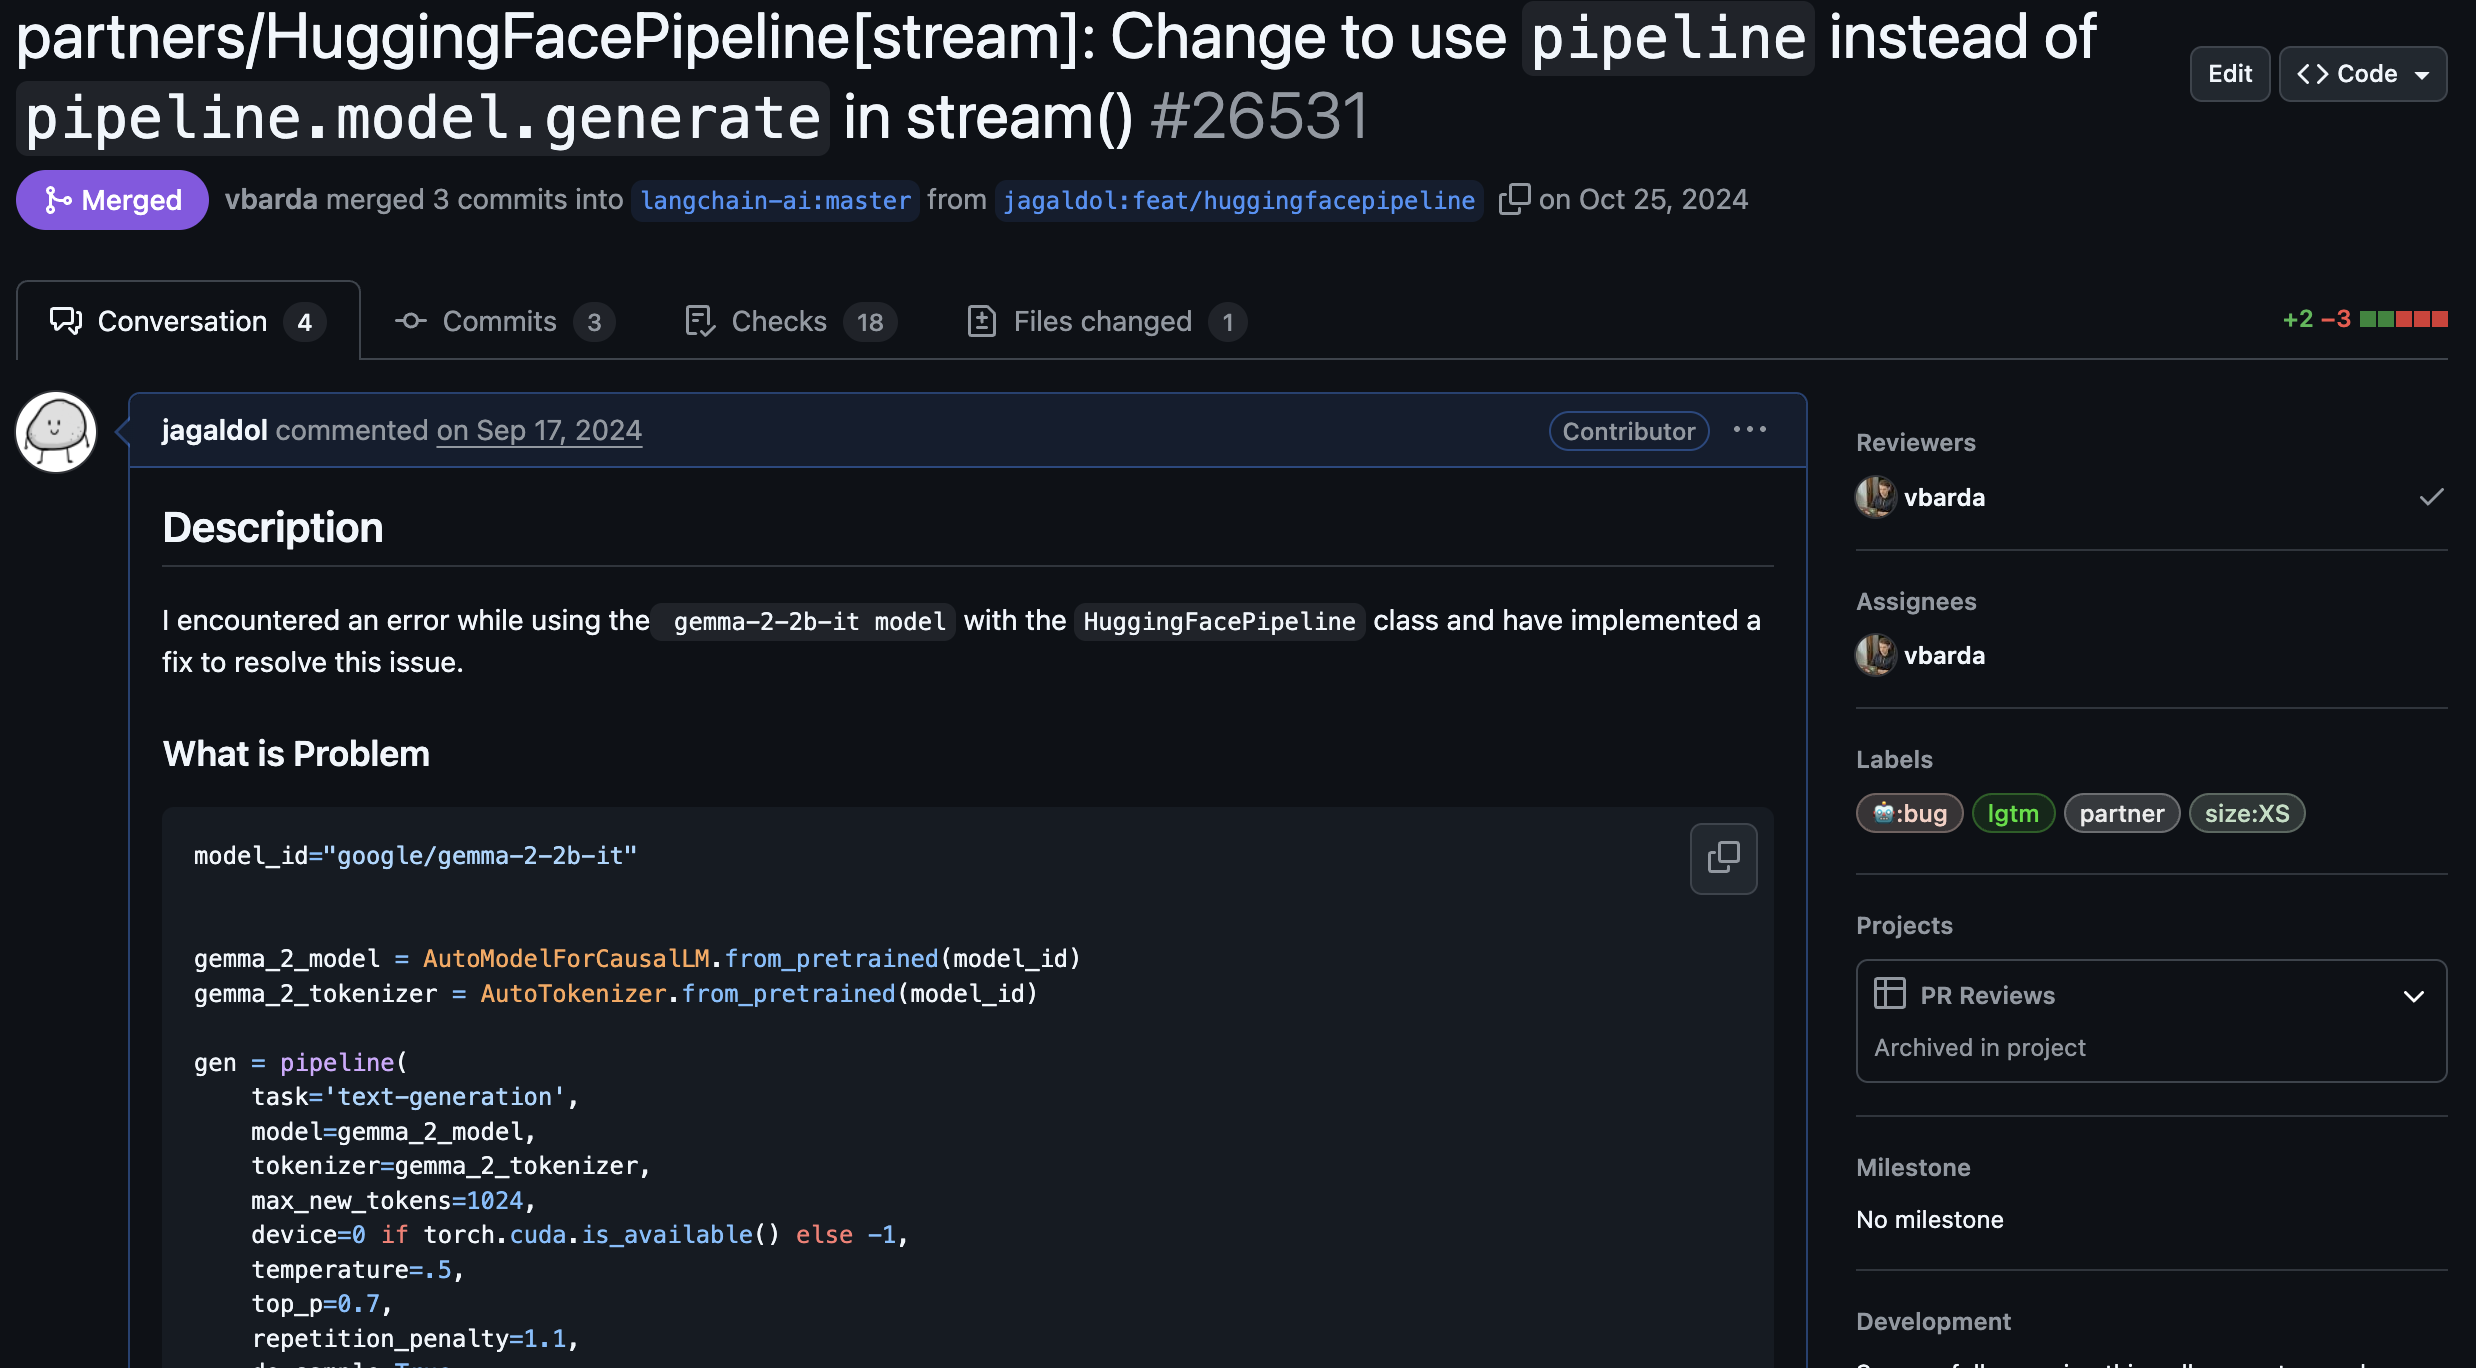 partners/HuggingFacePipeline[stream]: Change to use pipeline instead of
pipeline.model.generate in stream() #26531
Edit
Code
Merged
vbarda merged 3 commits into langchain-ai:master from jagaldol:feat/huggingfacepipeline on Oct 25, 2024
Conversation 4
Commits 3
Checks 18
Files changed 1
+2 −3
jagaldol commented on Sep 17, 2024
Contributor
Description
I encountered an error while using the gemma-2-2b-it model with the HuggingFacePipeline class and have implemented a
fix to resolve this issue.
What is Problem
model_id="google/gemma-2-2b-it"
gemma_2_model = AutoModelForCausalLM.from_pretrained(model_id)
gemma_2_tokenizer = AutoTokenizer.from_pretrained(model_id)
gen = pipeline(
    task='text-generation',
    model=gemma_2_model,
    tokenizer=gemma_2_tokenizer,
    max_new_tokens=1024,
    device=0 if torch.cuda.is_available() else -1,
    temperature=.5,
    top_p=0.7,
    repetition_penalty=1.1,
Reviewers
vbarda
Assignees
vbarda
Labels
🤖:bug
lgtm
partner
size:XS
Projects
PR Reviews
Archived in project
Milestone
No milestone
Development